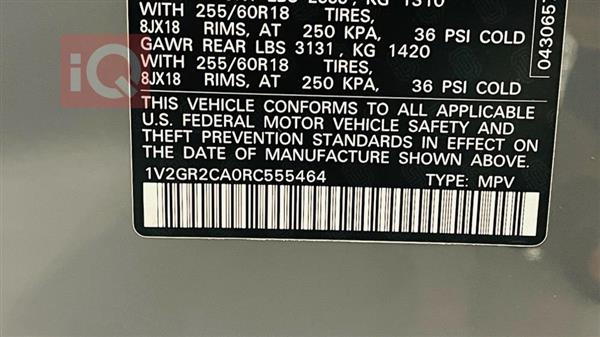 WITH 255/60R18 TIRES,
8JX18 RIMS, AT 250 KPA, 36 PSI COLD
GAWR REAR LBS 3131, KG 1420
WITH 255/60R18 TIRES,
8JX18 RIMS, AT 250 KPA, 36 PSI COLD
THIS VEHICLE CONFORMS TO ALL APPLICABLE
U.S. FEDERAL MOTOR VEHICLE SAFETY AND
THEFT PREVENTION STANDARDS IN EFFECT ON
THE DATE OF MANUFACTURE SHOWN ABOVE.
1V2GR2CA0RC555464 TYPE: MPV
iQ